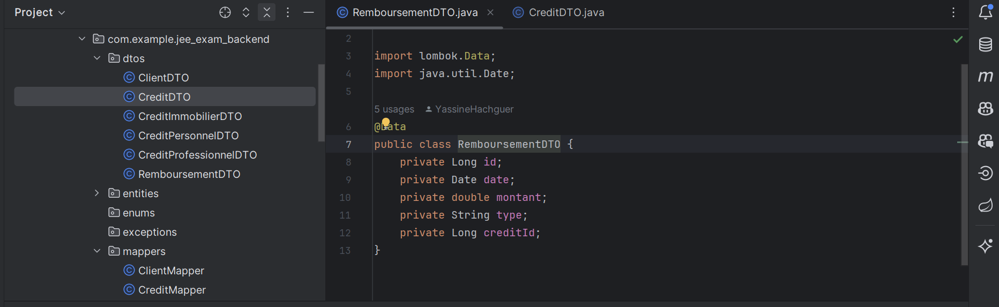 Project
com.example.jee_exam_backend
dtos
ClientDTO
CreditDTO
CreditImmobilierDTO
CreditPersonnelDTO
CreditProfessionnelDTO
RemboursementDTO
entities
enums
exceptions
mappers
ClientMapper
CreditMapper
RemboursementDTO.java
CreditDTO.java
2
3 import lombok.Data;
4 import java.util.Date;
5
5 usages YassineHachguer
6 @Data
7 public class RemboursementDTO {
8 private Long id;
9 private Date date;
10 private double montant;
11 private String type;
12 private Long creditId;
13 }